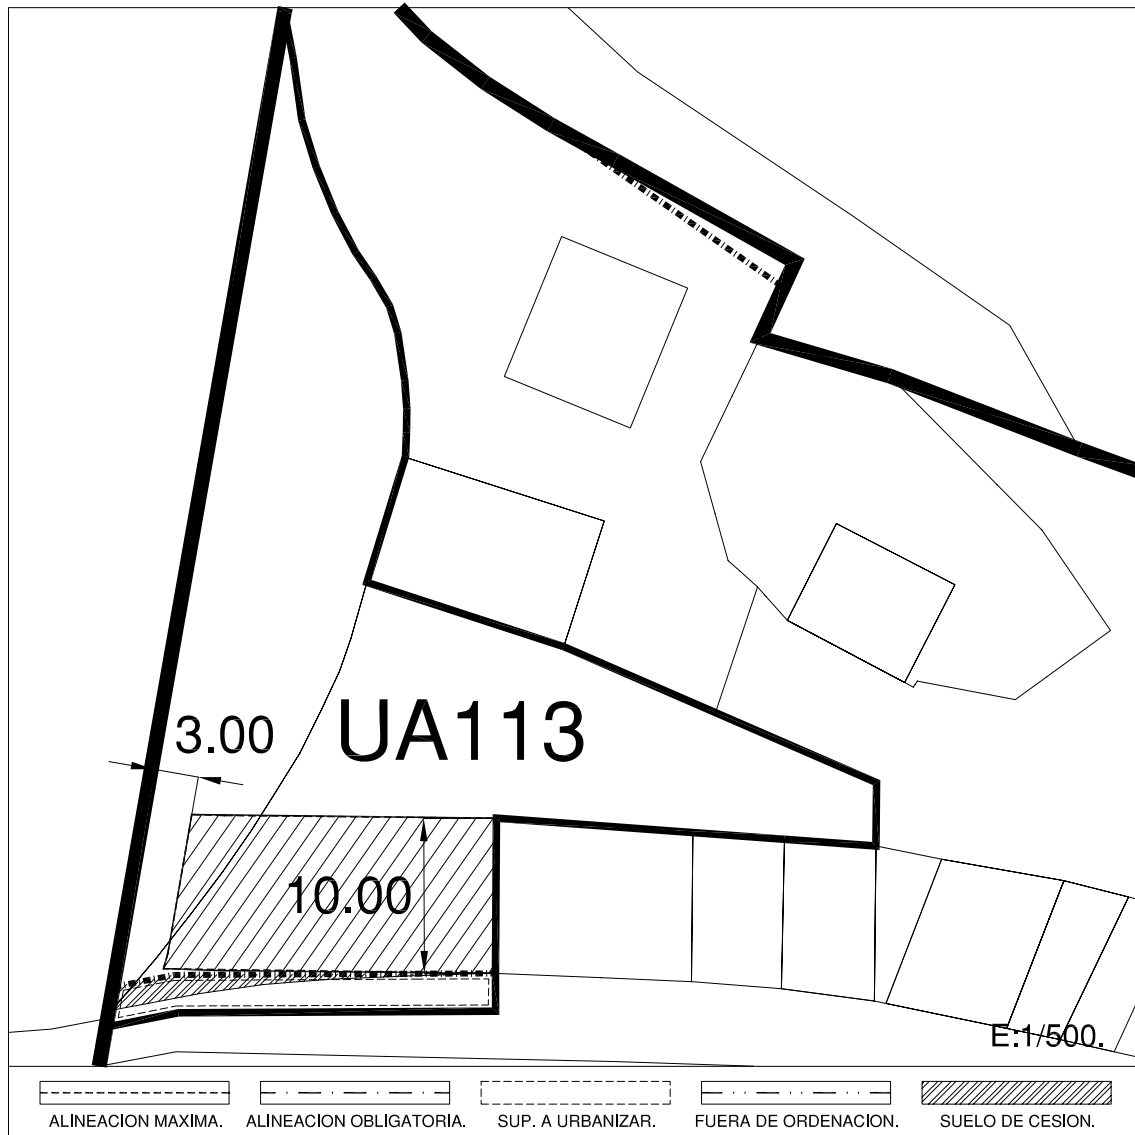 3.00
UA113
10.00
E:1/500.
ALINEACION MAXIMA.
ALINEACION OBLIGATORIA.
SUP. A URBANIZAR.
FUERA DE ORDENACION.
SUELO DE CESION.